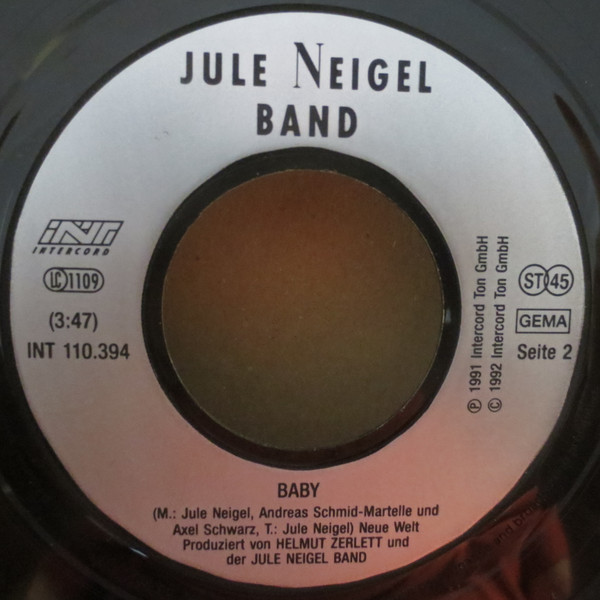 JULE NEIGEL
BAND
INT
INTERCORD
LC 1109
(3:47)
INT 110.394
℗ 1991 Intercord Ton GmbH
© 1992 Intercord Ton GmbH
ST 45
GEMA
Seite 2
BABY
(M.: Jule Neigel, Andreas Schmid-Martelle und
Axel Schwarz, T.: Jule Neigel) Neue Welt
Produziert von HELMUT ZERLETT und
der JULE NEIGEL BAND